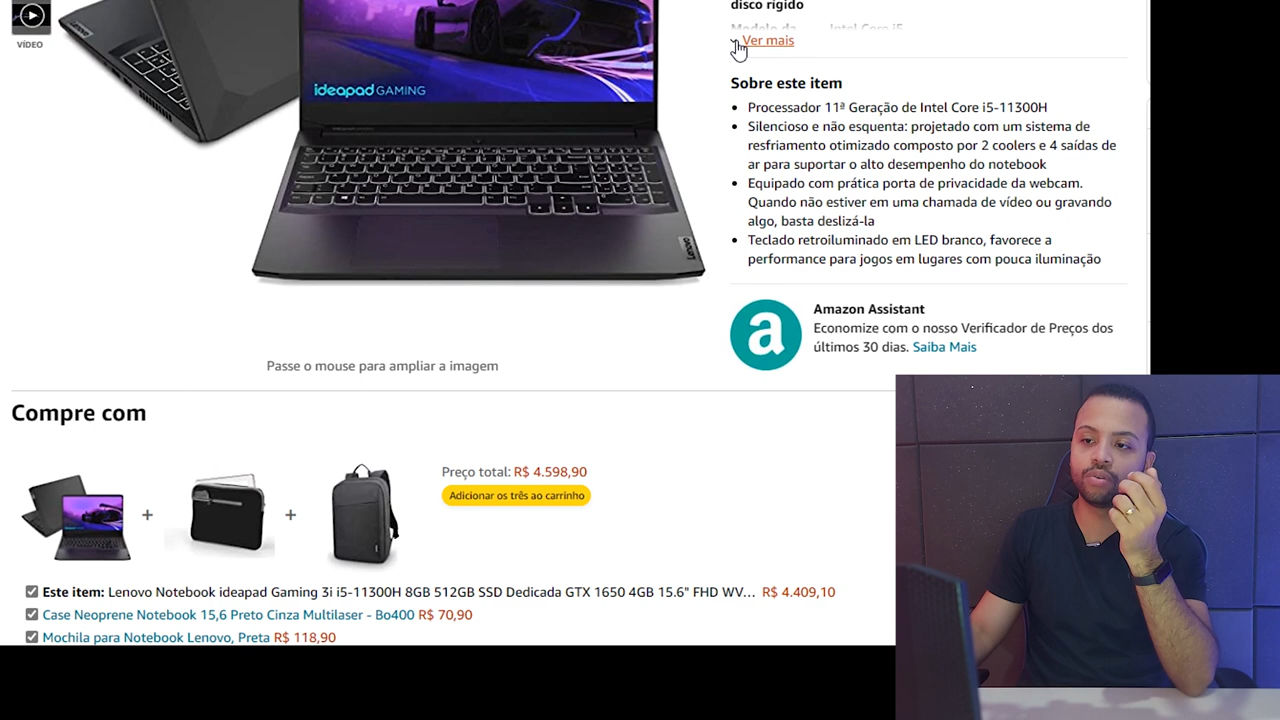 VÍDEO
ideapad GAMING
Lenovo
Passe o mouse para ampliar a imagem
disco rígido
Modelo da Intel Core i5
Ver mais
Sobre este item
Processador 11ª Geração de Intel Core i5-11300H
Silencioso e não esquenta: projetado com um sistema de
resfriamento otimizado composto por 2 coolers e 4 saídas de
ar para suportar o alto desempenho do notebook
Equipado com prática porta de privacidade da webcam.
Quando não estiver em uma chamada de vídeo ou gravando
algo, basta deslizá-la
Teclado retroiluminado em LED branco, favorece a
performance para jogos em lugares com pouca iluminação
a
Amazon Assistant
Economize com o nosso Verificador de Preços dos
últimos 30 dias. Saiba Mais
Compre com
+ +
Preço total: R$ 4.598,90
Adicionar os três ao carrinho
Este item: Lenovo Notebook ideapad Gaming 3i i5-11300H 8GB 512GB SSD Dedicada GTX 1650 4GB 15.6" FHD WV... R$ 4.409,10
Case Neoprene Notebook 15,6 Preto Cinza Multilaser - Bo400 R$ 70,90
Mochila para Notebook Lenovo, Preta R$ 118,90